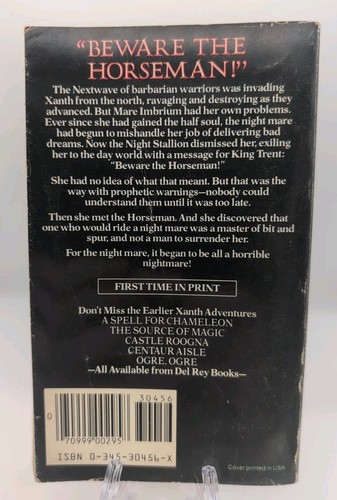 "BEWARE THE
HORSEMAN!"
The Nextwave of barbarian warriors was invading
Xanth from the north, ravaging and destroying as they
advanced. But Mare Imbrium had her own problems.
Ever since she had gained the half soul, the night mare
had begun to mishandle her job of delivering bad
dreams. Now the Night Stallion dismissed her, exiling
her to the day world with a message for King Trent:
"Beware the Horseman!"
She had no idea of what that meant. But that was the
way with prophetic warnings—nobody could
understand them until it was too late.
Then she met the Horseman. And she discovered that
one who would ride a night mare was a master of bit and
spur, and not a man to surrender her.
For the night mare, it began to be all a horrible
nightmare!
FIRST TIME IN PRINT
Don't Miss the Earlier Xanth Adventures
A SPELL FOR CHAMELEON
THE SOURCE OF MAGIC
CASTLE ROOGNA
CENTAUR AISLE
OGRE, OGRE
—All Available from Del Rey Books—
30456
0
70999 00295
ISBN 0-345-30456-X
Cover printed in USA